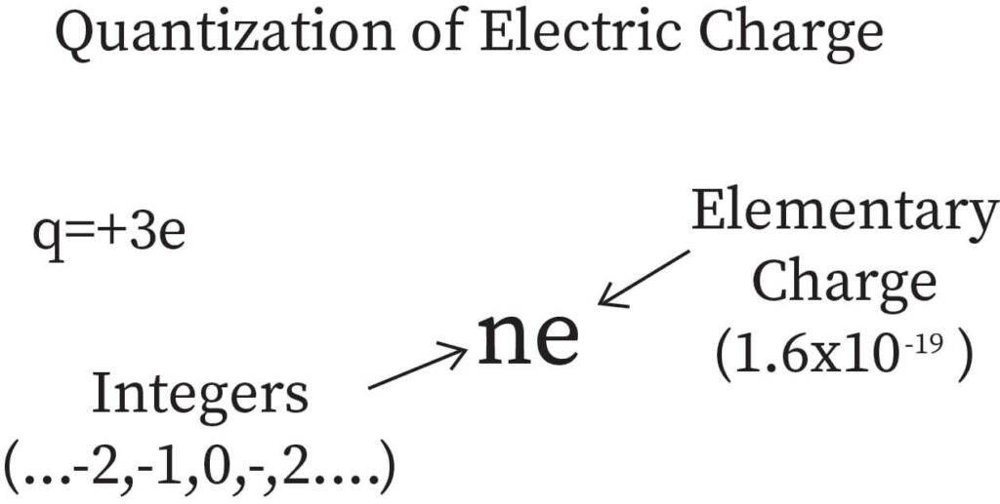 Quantization of Electric Charge
q=+3e
Elementary
Charge
(1.6x10⁻¹⁹ )
ne
Integers
(...-2,-1,0,-,2....)